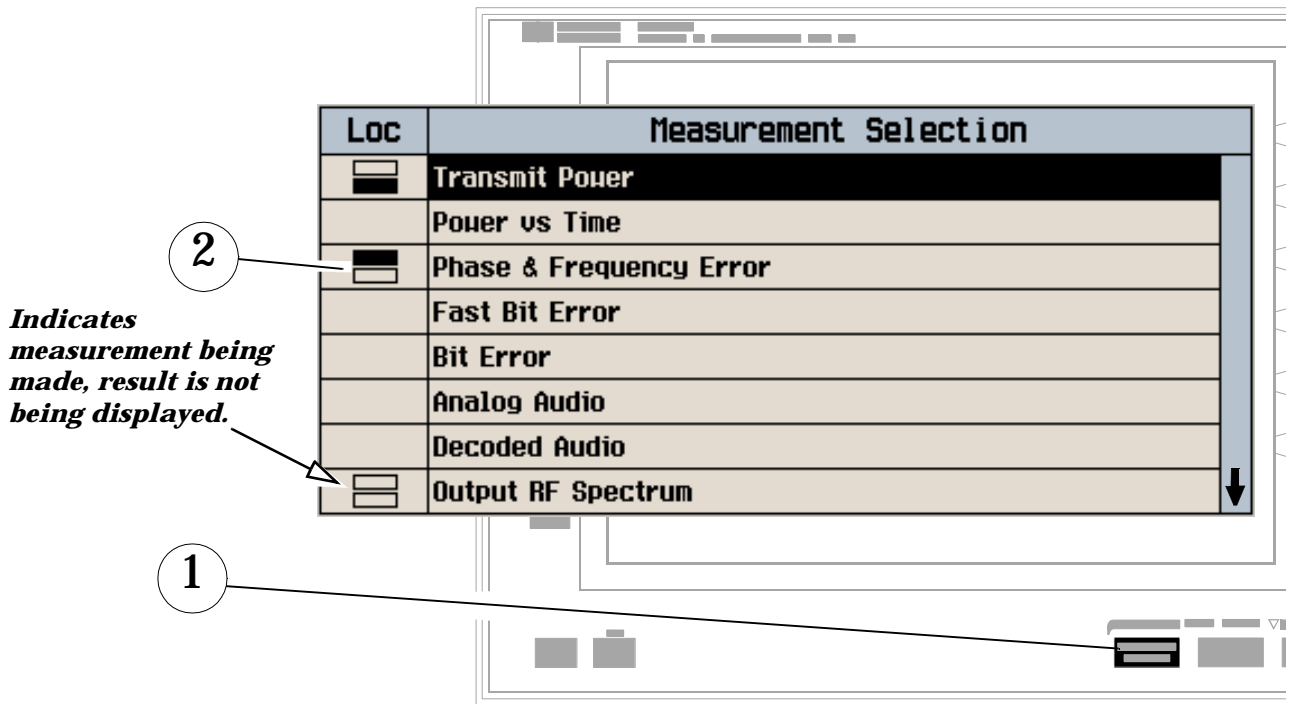 Loc Measurement Selection
Transmit Power
Power vs Time
2
Phase & Frequency Error
Fast Bit Error
Indicates
measurement being
made, result is not
being displayed.
Bit Error
Analog Audio
Decoded Audio
Output RF Spectrum
1